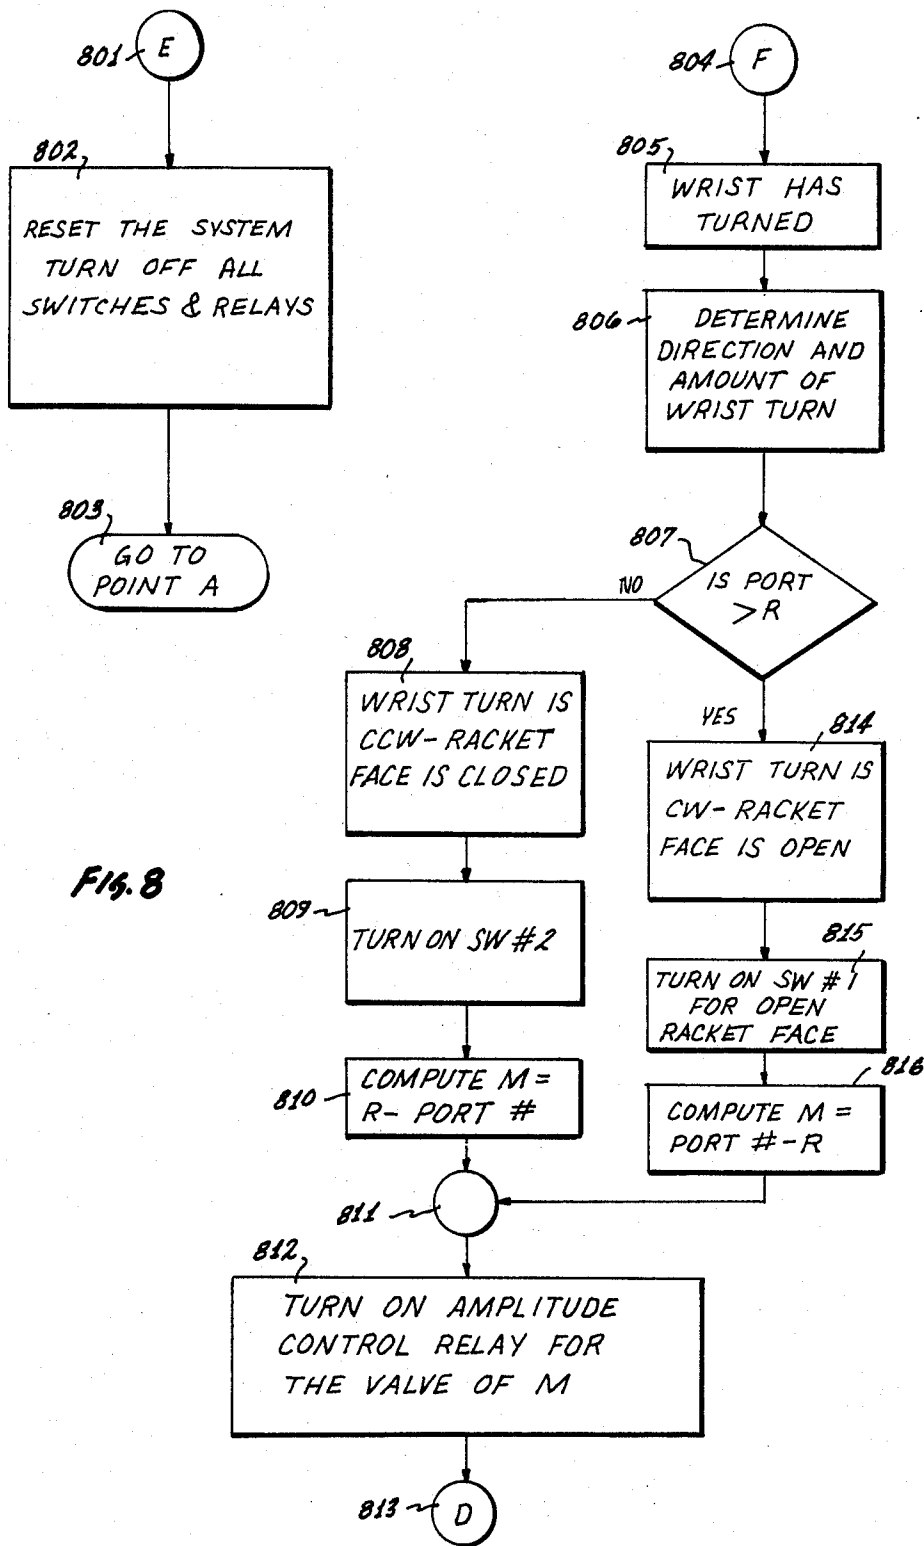 801
E
802
RESET THE SYSTEM
TURN OFF ALL
SWITCHES & RELAYS
803
GO TO
POINT A
804
F
805
WRIST HAS
TURNED
806
DETERMINE
DIRECTION AND
AMOUNT OF
WRIST TURN
807
IS PORT
> R
NO
YES
808
WRIST TURN IS
CCW- RACKET
FACE IS CLOSED
809
TURN ON SW #2
810
COMPUTE M =
R- PORT #
814
WRIST TURN IS
CW- RACKET
FACE IS OPEN
815
TURN ON SW #1
FOR OPEN
RACKET FACE
816
COMPUTE M =
PORT # - R
811
812
TURN ON AMPLITUDE
CONTROL RELAY FOR
THE VALVE OF M
813
D
FIG. 8